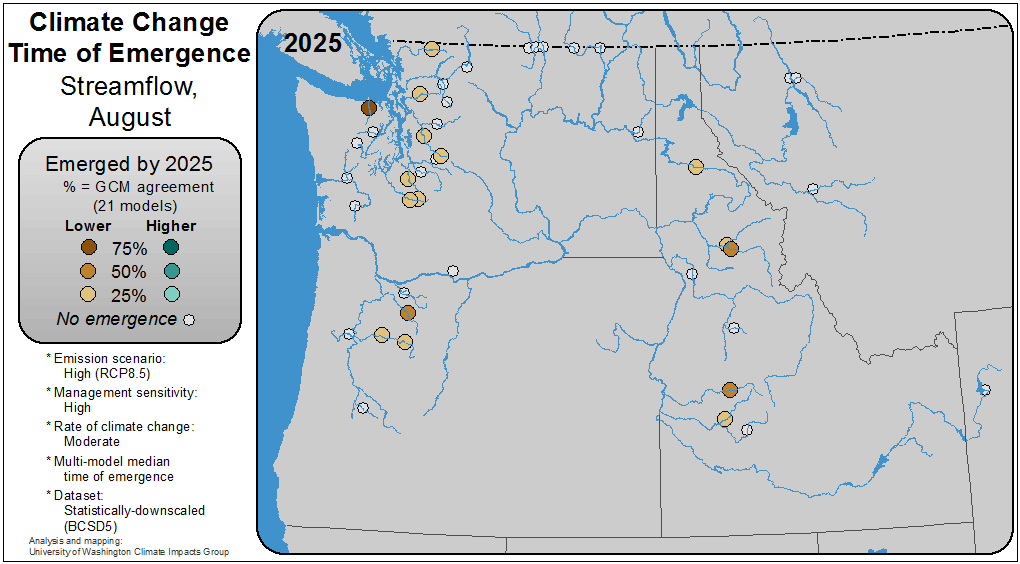 Climate Change
Time of Emergence
Streamflow,
August
2025
Emerged by 2025
% = GCM agreement
(21 models)
Lower Higher
75%
50%
25%
No emergence
* Emission scenario:
High (RCP8.5)
* Management sensitivity:
High
* Rate of climate change:
Moderate
* Multi-model median
time of emergence
* Dataset:
Statistically-downscaled
(BCSD5)
Analysis and mapping:
University of Washington Climate Impacts Group